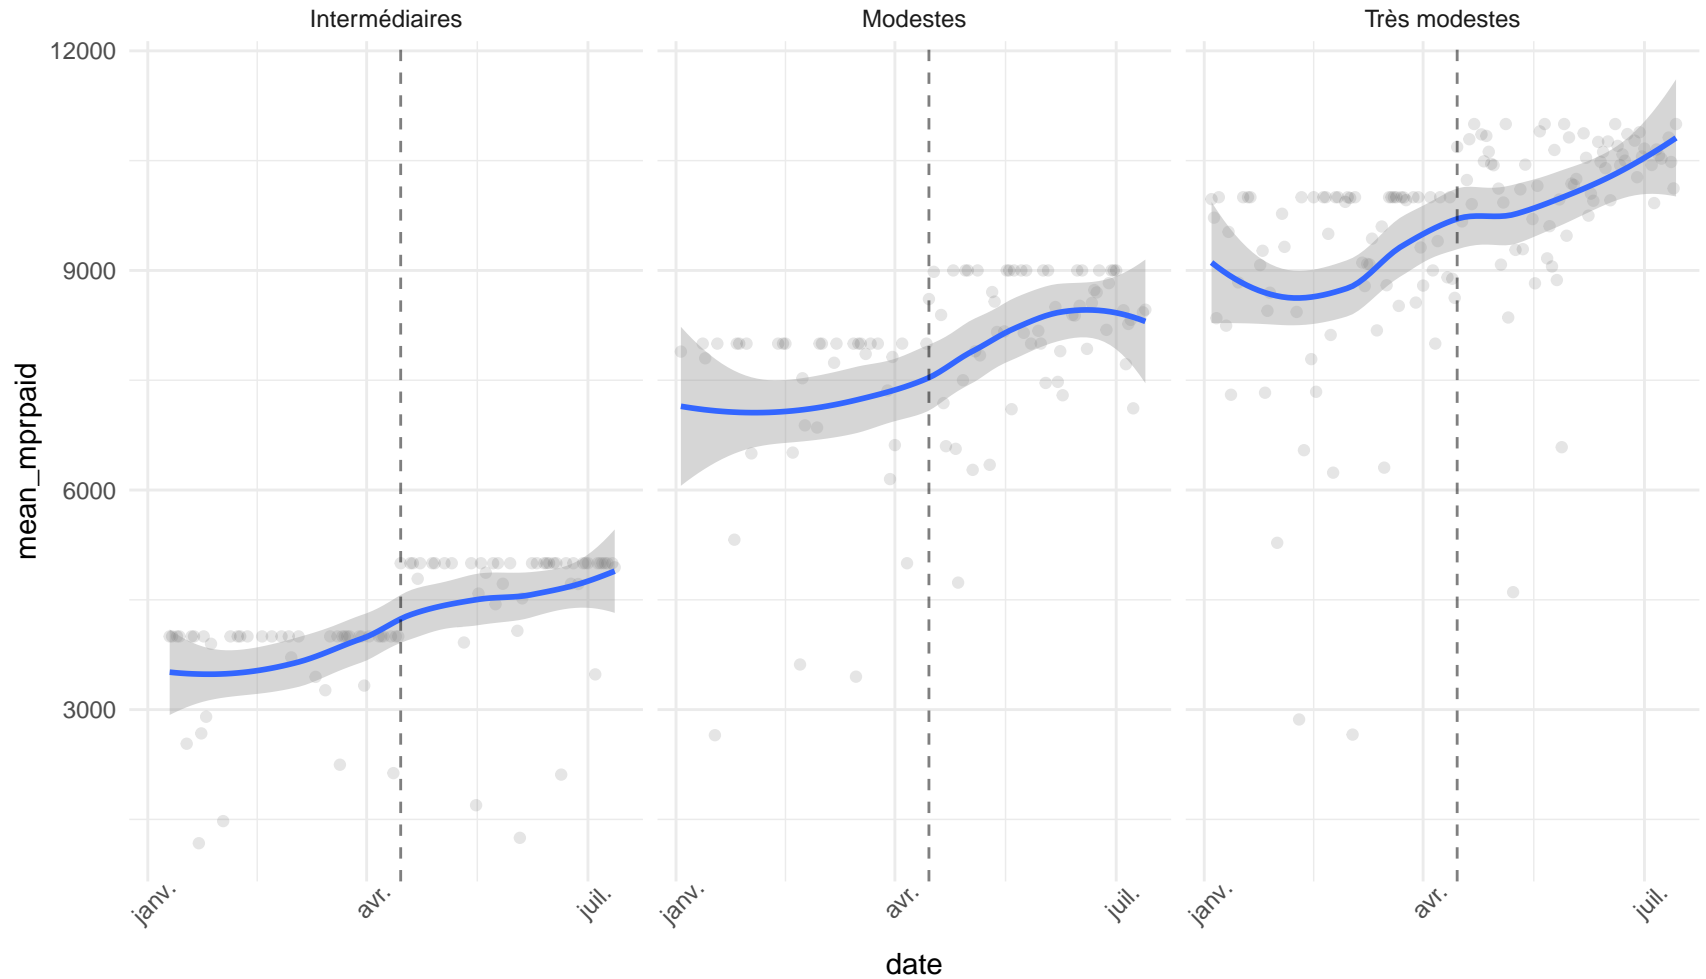 Intermédiaires
Modestes
Très modestes
12000
9000
6000
3000
mean_mprpaid
janv.
avr.
juil.
janv.
avr.
juil.
janv.
avr.
juil.
date